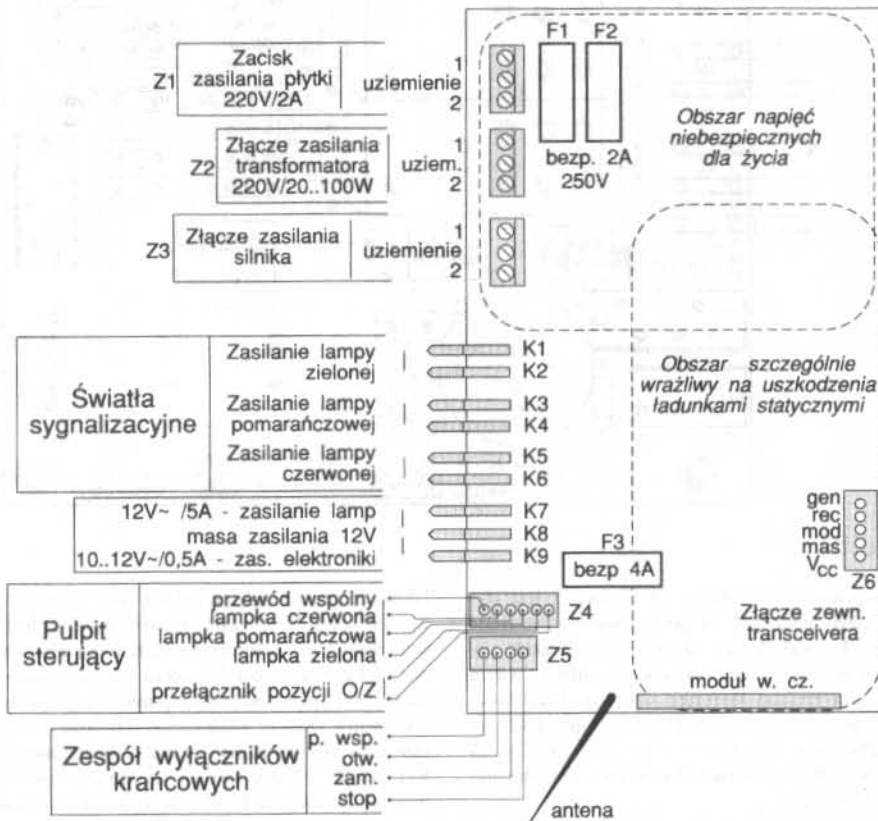 F1 F2
Z1
Zacisk
zasilania płytki
220V/2A
1
uziemienie
2
Obszar napięć
niebezpiecznych
dla życia
Z2
Złącze zasilania
transformatora
220V/20..100W
1
uziem.
2
bezp. 2A
250V
Z3
Złącze zasilania
silnika
1
uziemienie
2
Światła
sygnalizacyjne
Zasilanie lampy
zielonej
K1
K2
Zasilanie lampy
pomarańczowej
K3
K4
Zasilanie lampy
czerwonej
K5
K6
Obszar szczególnie
wrażliwy na uszkodzenia
ładunkami statycznymi
12V~ /5A - zasilanie lamp
K7
masa zasilania 12V
K8
10..12V~/0,5A - zas. elektroniki
K9
F3
bezp 4A
gen
rec
mod
mas
Vcc
Z6
Złącze zewn.
transceivera
Pulpit
sterujący
przewód wspólny
lampka czerwona
lampka pomarańczowa
lampka zielona
przełącznik pozycji O/Z
Z4
Z5
moduł w. cz.
Zespół wyłączników
krańcowych
p. wsp.
otw.
zam.
stop
antena